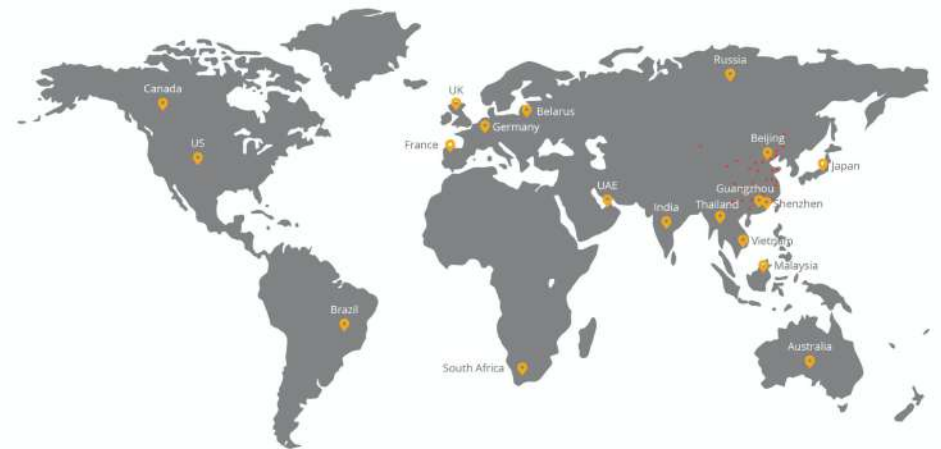 Russia
Canada
UK
Belarus
Germany
US
Beijing
France
Japan
UAE
Guangzhou
India
Thailand
Shenzhen
Vietnam
Malaysia
Brazil
Australia
South Africa